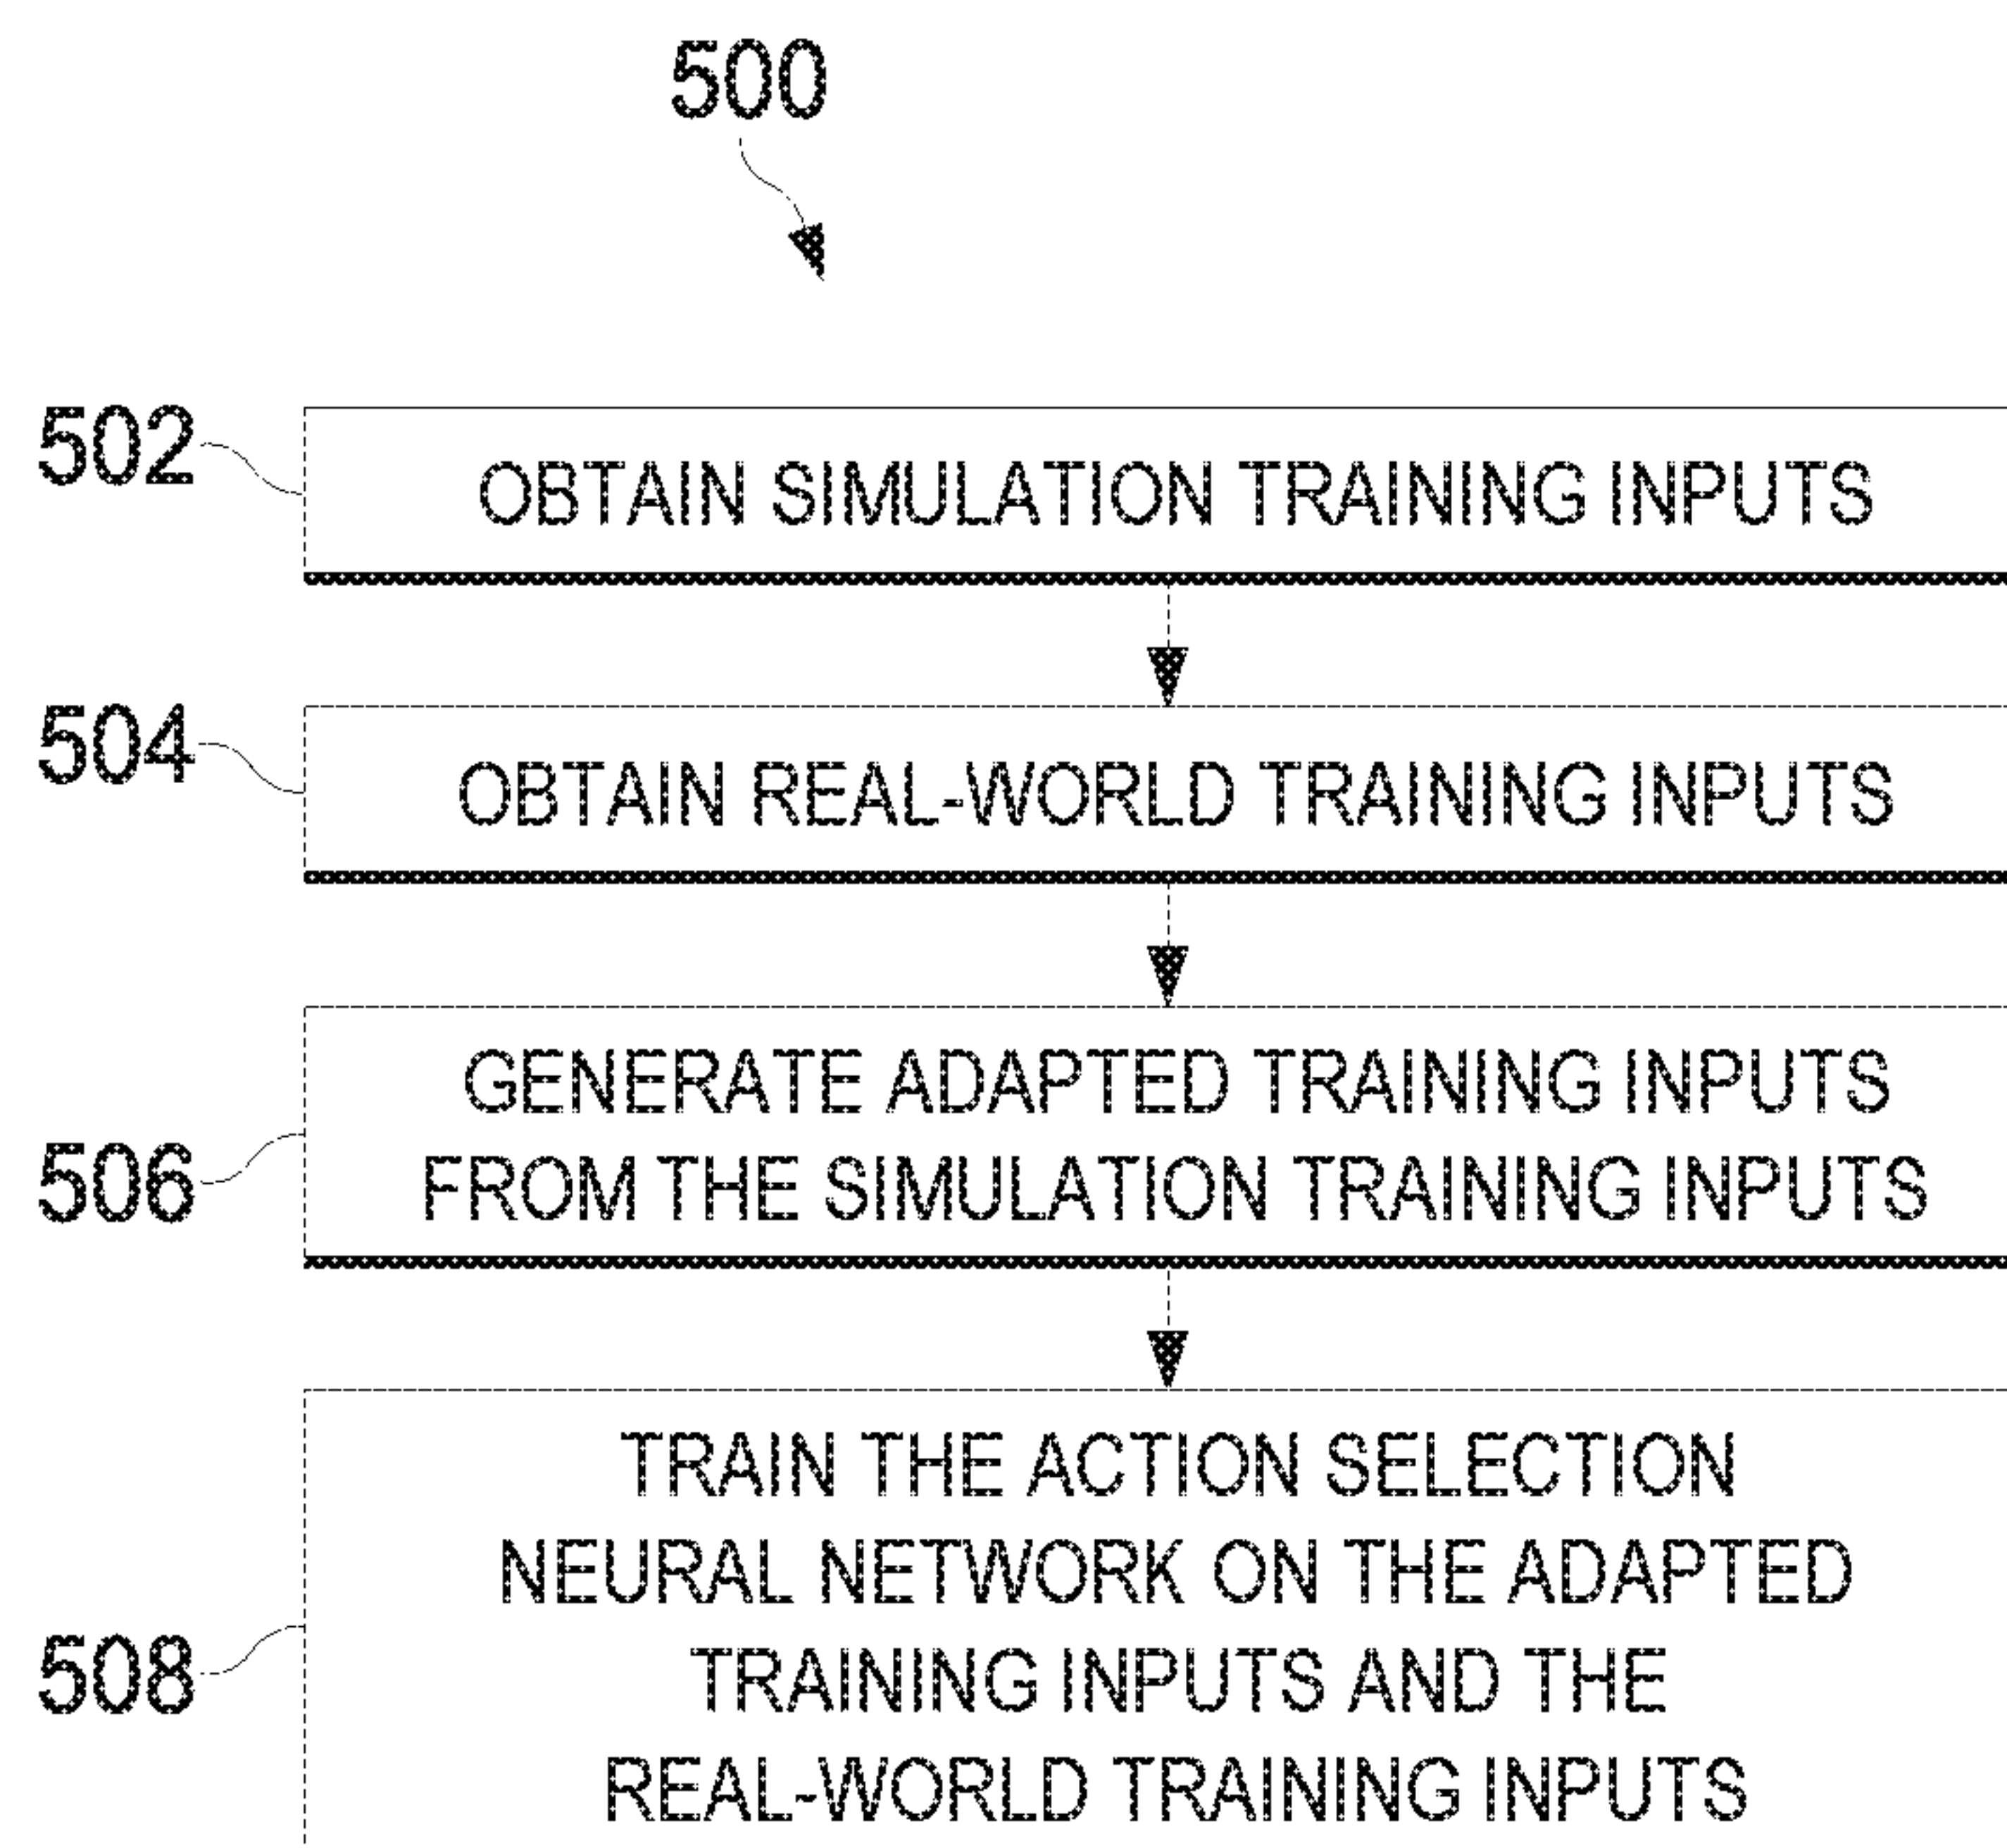 500
502
OBTAIN SIMULATION TRAINING INPUTS
504
OBTAIN REAL-WORLD TRAINING INPUTS
506
GENERATE ADAPTED TRAINING INPUTS
FROM THE SIMULATION TRAINING INPUTS
508
TRAIN THE ACTION SELECTION
NEURAL NETWORK ON THE ADAPTED
TRAINING INPUTS AND THE
REAL-WORLD TRAINING INPUTS